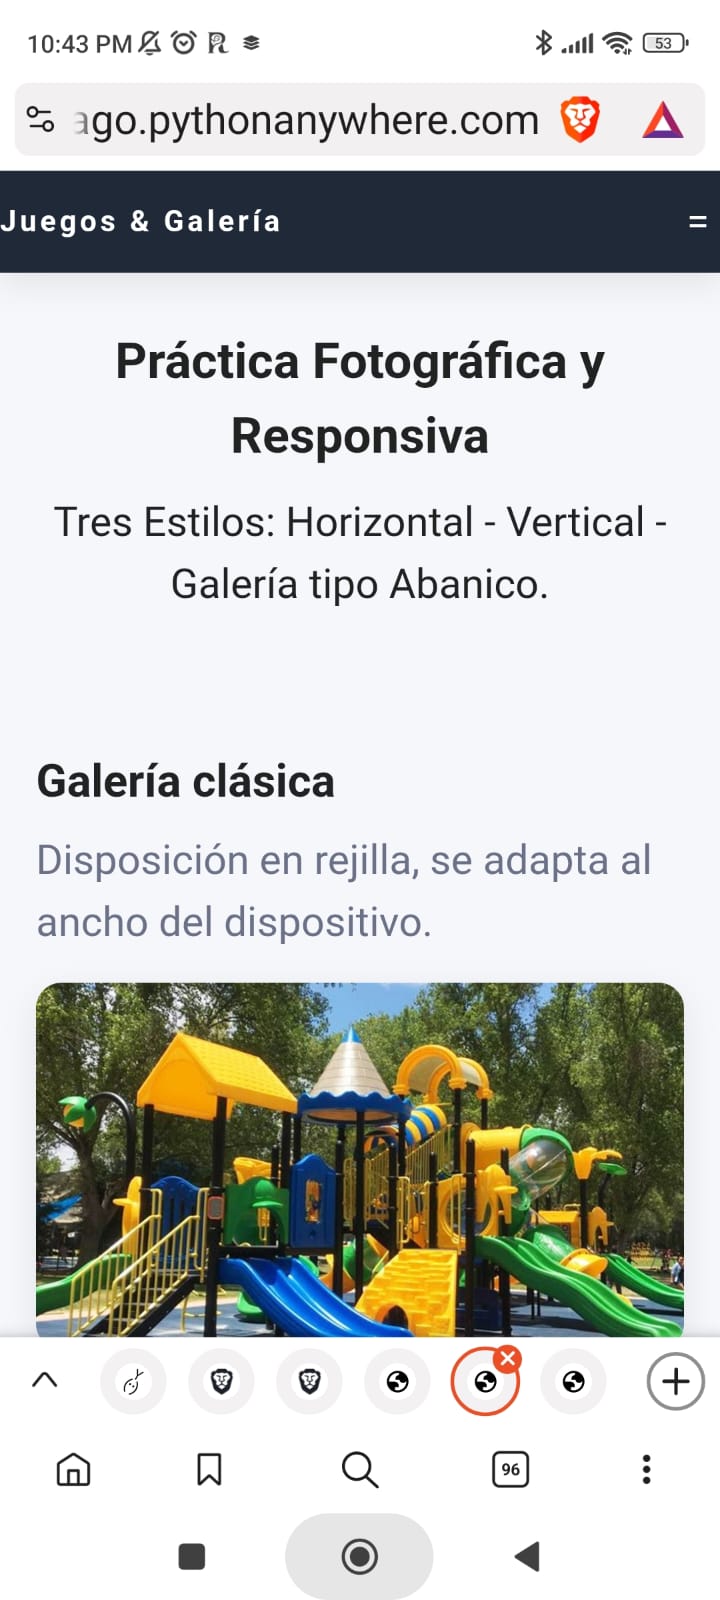 10:43 PM
53
ago.pythonanywhere.com
Juegos & Galería
=
Práctica Fotográfica y
Responsiva
Tres Estilos: Horizontal - Vertical -
Galería tipo Abanico.
Galería clásica
Disposición en rejilla, se adapta al
ancho del dispositivo.
96